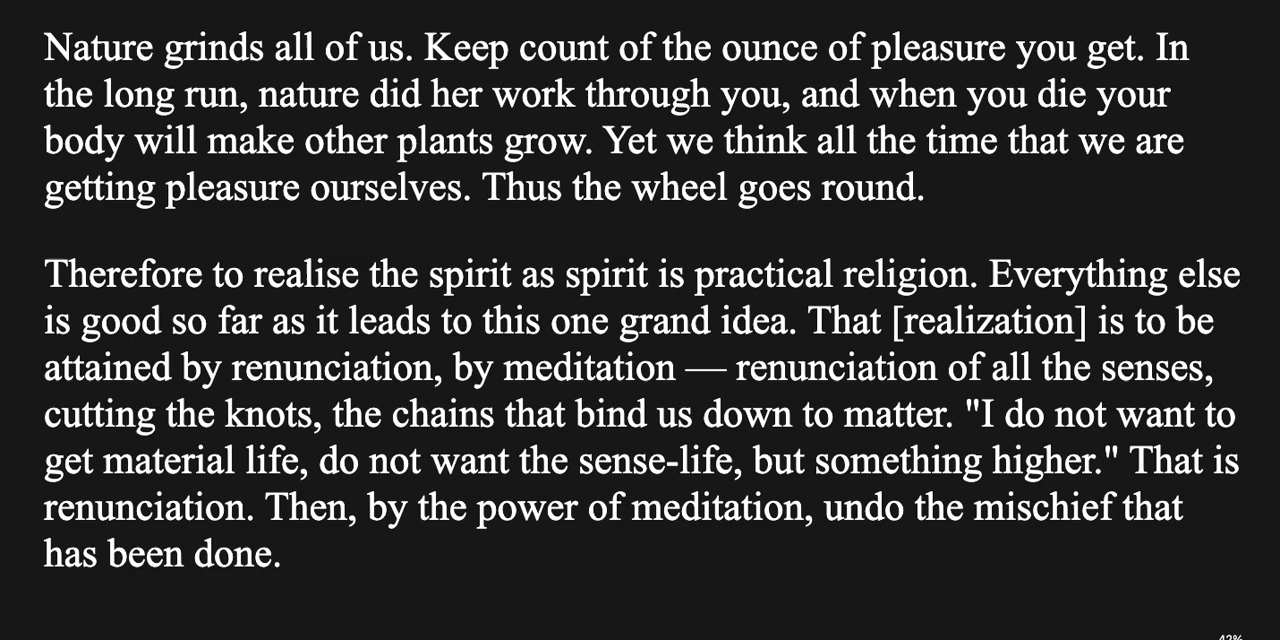 Nature grinds all of us. Keep count of the ounce of pleasure you get. In
the long run, nature did her work through you, and when you die your
body will make other plants grow. Yet we think all the time that we are
getting pleasure ourselves. Thus the wheel goes round.
Therefore to realise the spirit as spirit is practical religion. Everything else
is good so far as it leads to this one grand idea. That [realization] is to be
attained by renunciation, by meditation — renunciation of all the senses,
cutting the knots, the chains that bind us down to matter. "I do not want to
get material life, do not want the sense-life, but something higher." That is
renunciation. Then, by the power of meditation, undo the mischief that
has been done.